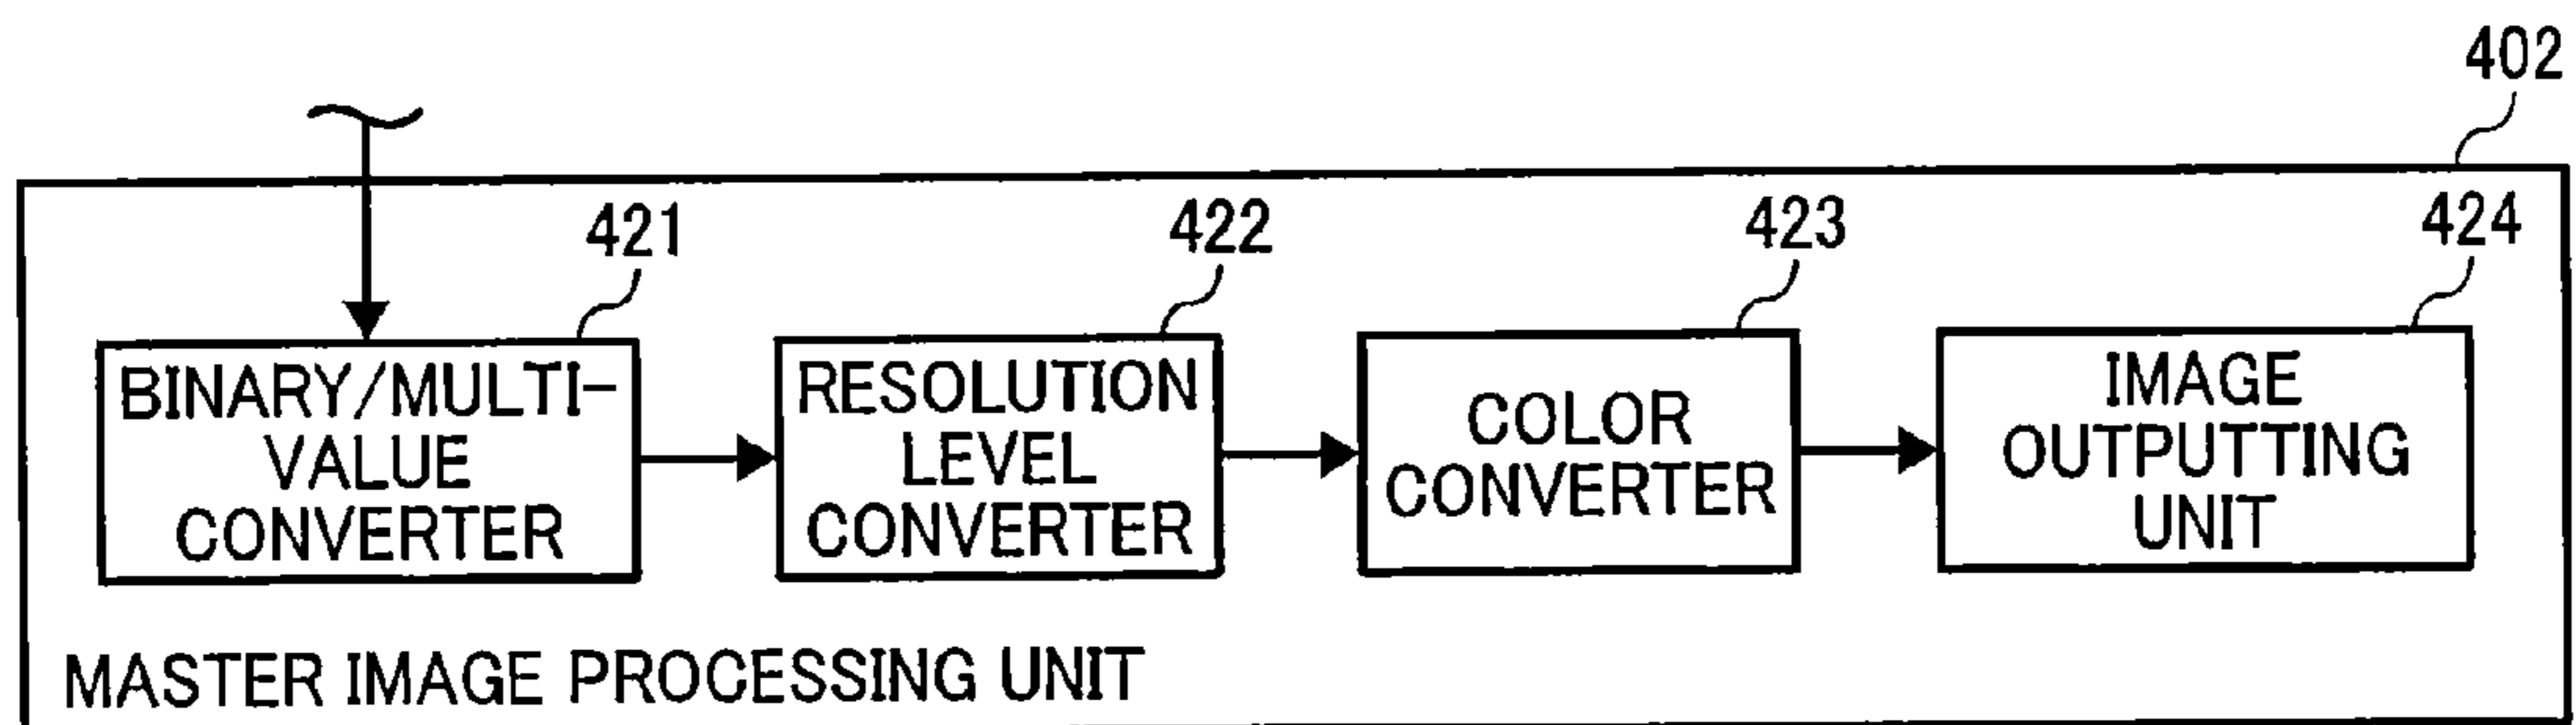 402
421
422
423
424
BINARY/MULTI-
VALUE
CONVERTER
RESOLUTION
LEVEL
CONVERTER
COLOR
CONVERTER
IMAGE
OUTPUTTING
UNIT
MASTER IMAGE PROCESSING UNIT